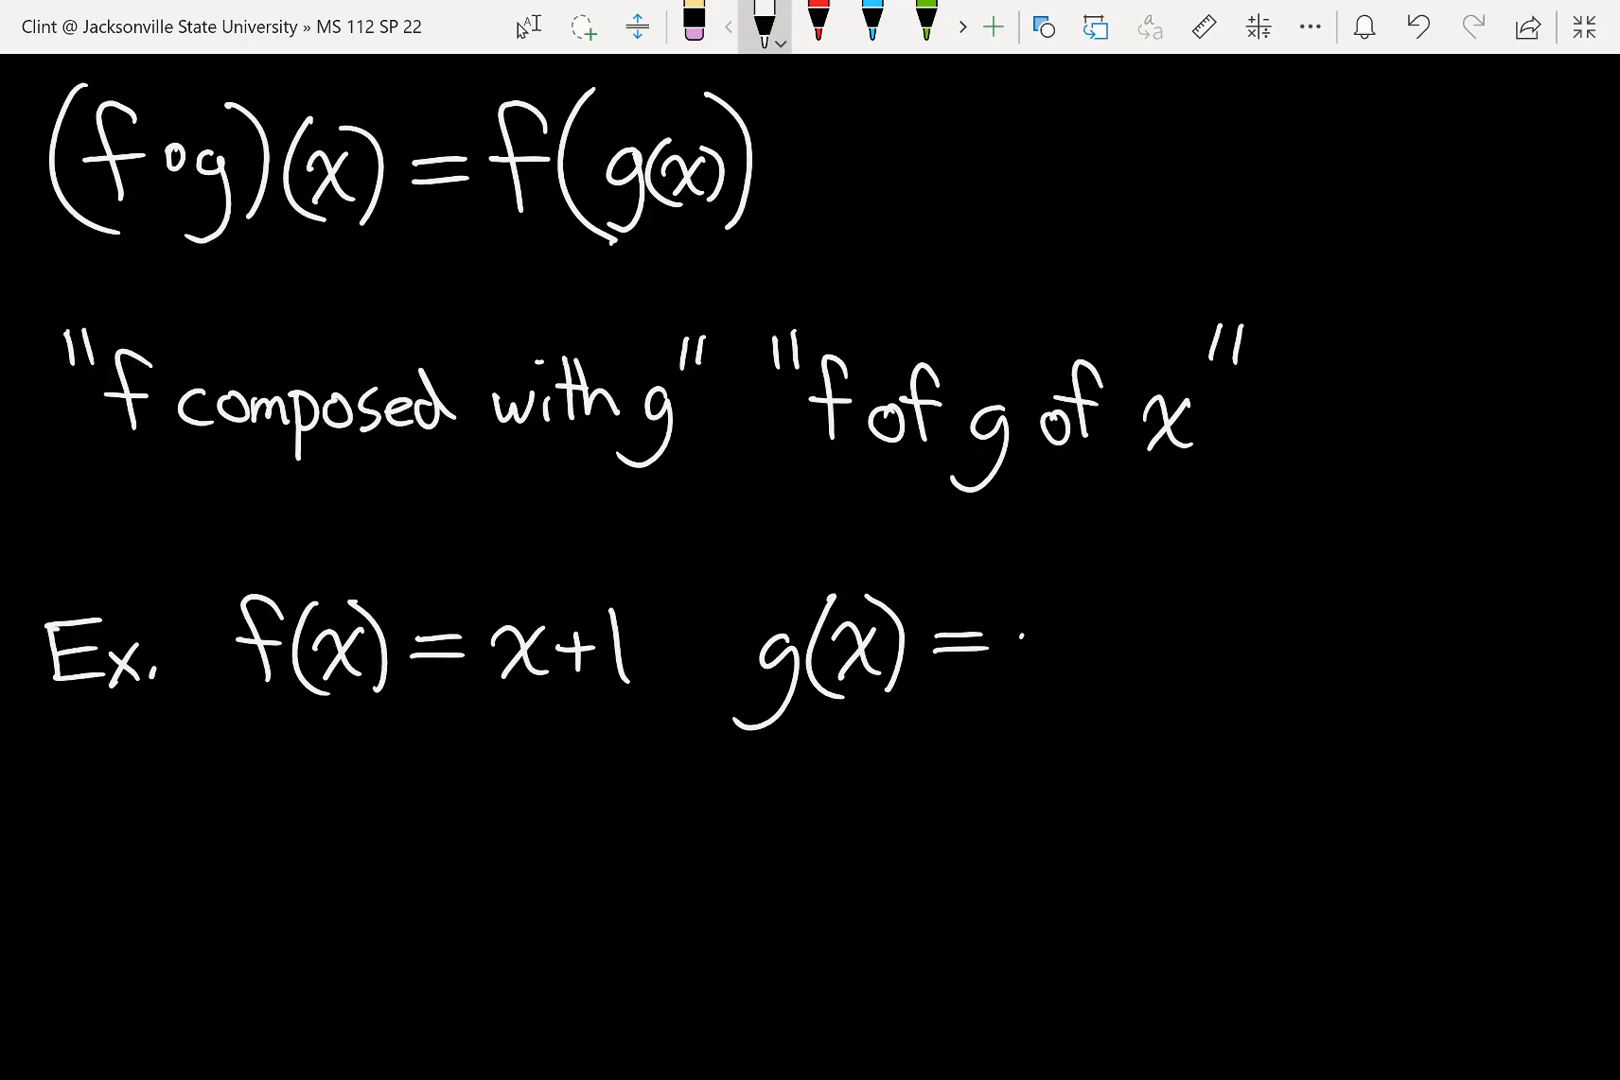 Clint @ Jacksonville State University » MS 112 SP 22
(f∘g)(x) = f(g(x))
"f composed with g" "f of g of x"
Ex. f(x) = x+1 g(x) =